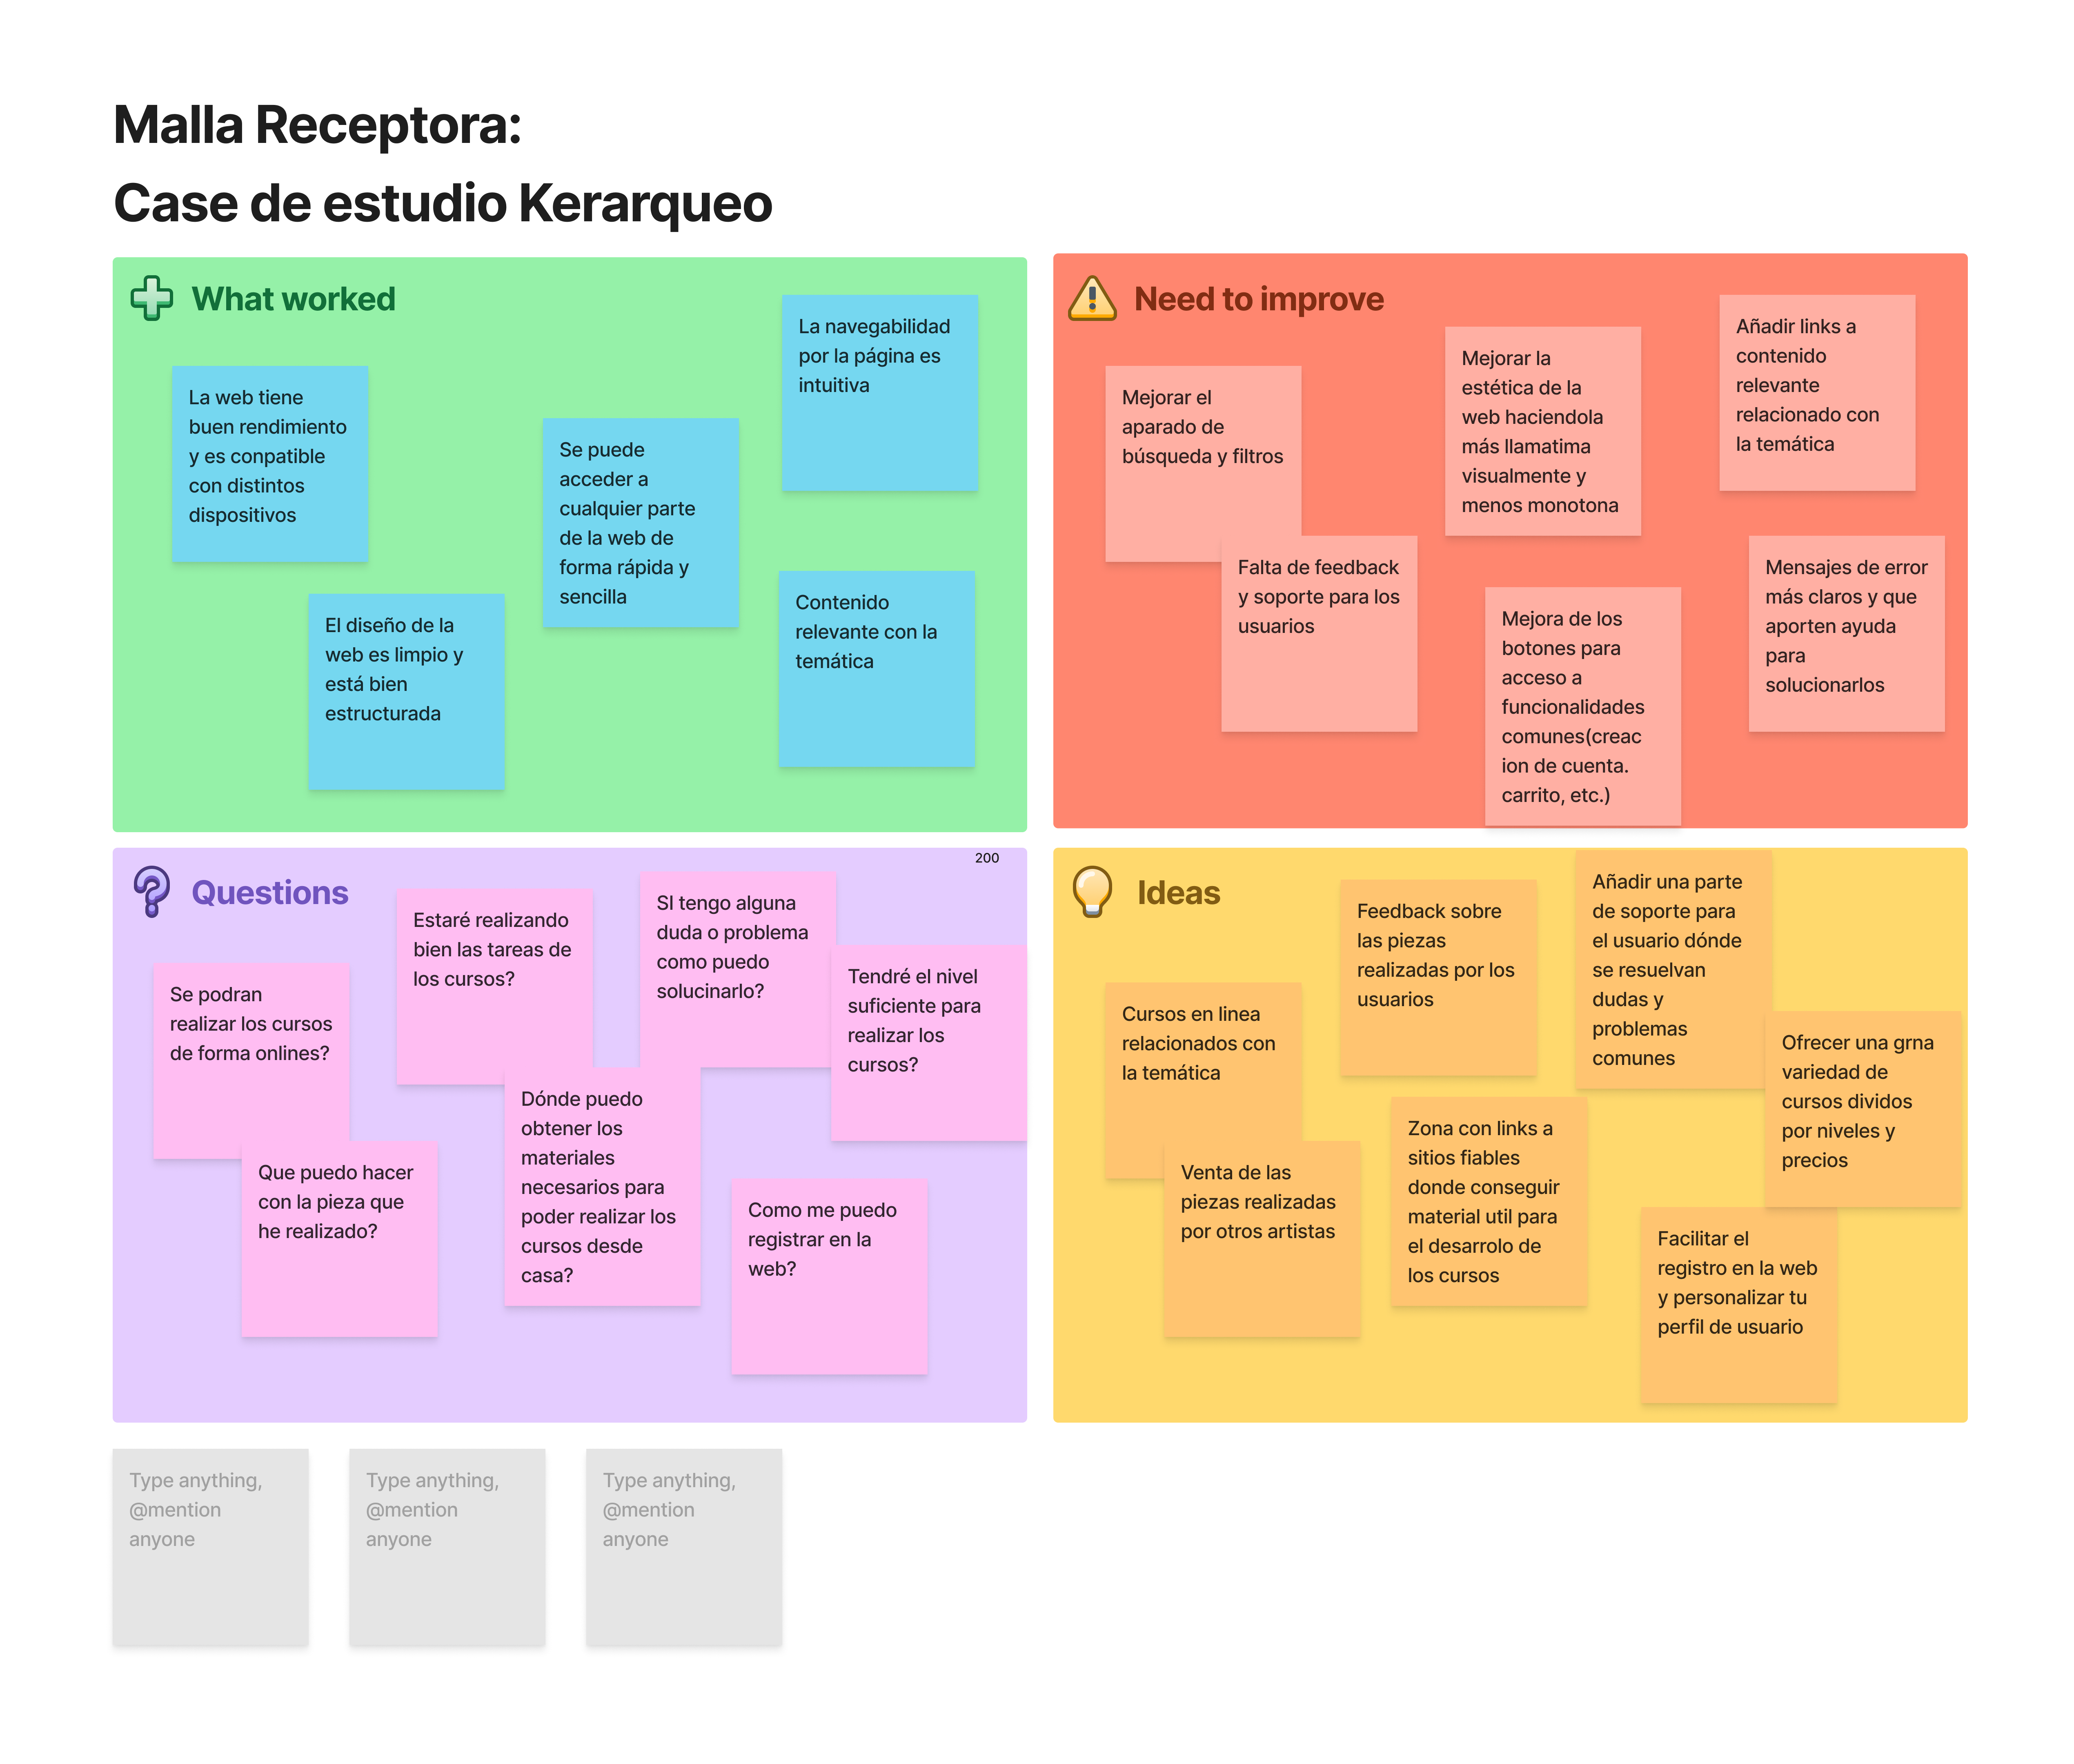 Malla Receptora:
Case de estudio Kerarqueo
What worked
La web tiene
buen rendimiento
y es conpatible
con distintos
dispositivos
El diseño de la
web es limpio y
está bien
estructurada
Se puede
acceder a
cualquier parte
de la web de
forma rápida y
sencilla
La navegabilidad
por la página es
intuitiva
Contenido
relevante con la
temática
Need to improve
Mejorar el
aparado de
búsqueda y filtros
Falta de feedback
y soporte para los
usuarios
Mejorar la
estética de la
web haciendola
más llamatima
visualmente y
menos monotona
Mejora de los
botones para
acceso a
funcionalidades
comunes(creac
ion de cuenta.
carrito, etc.)
Añadir links a
contenido
relevante
relacionado con
la temática
Mensajes de error
más claros y que
aporten ayuda
para
solucionarlos
Questions
200
Se podran
realizar los cursos
de forma onlines?
Que puedo hacer
con la pieza que
he realizado?
Estaré realizando
bien las tareas de
los cursos?
Dónde puedo
obtener los
materiales
necesarios para
poder realizar los
cursos desde
casa?
SI tengo alguna
duda o problema
como puedo
solucinarlo?
Tendré el nivel
suficiente para
realizar los
cursos?
Como me puedo
registrar en la
web?
Ideas
Cursos en linea
relacionados con
la temática
Venta de las
piezas realizadas
por otros artistas
Feedback sobre
las piezas
realizadas por los
usuarios
Zona con links a
sitios fiables
donde conseguir
material util para
el desarrolo de
los cursos
Añadir una parte
de soporte para
el usuario dónde
se resuelvan
dudas y
problemas
comunes
Ofrecer una grna
variedad de
cursos dividos
por niveles y
precios
Facilitar el
registro en la web
y personalizar tu
perfil de usuario
Type anything,
@mention
anyone
Type anything,
@mention
anyone
Type anything,
@mention
anyone